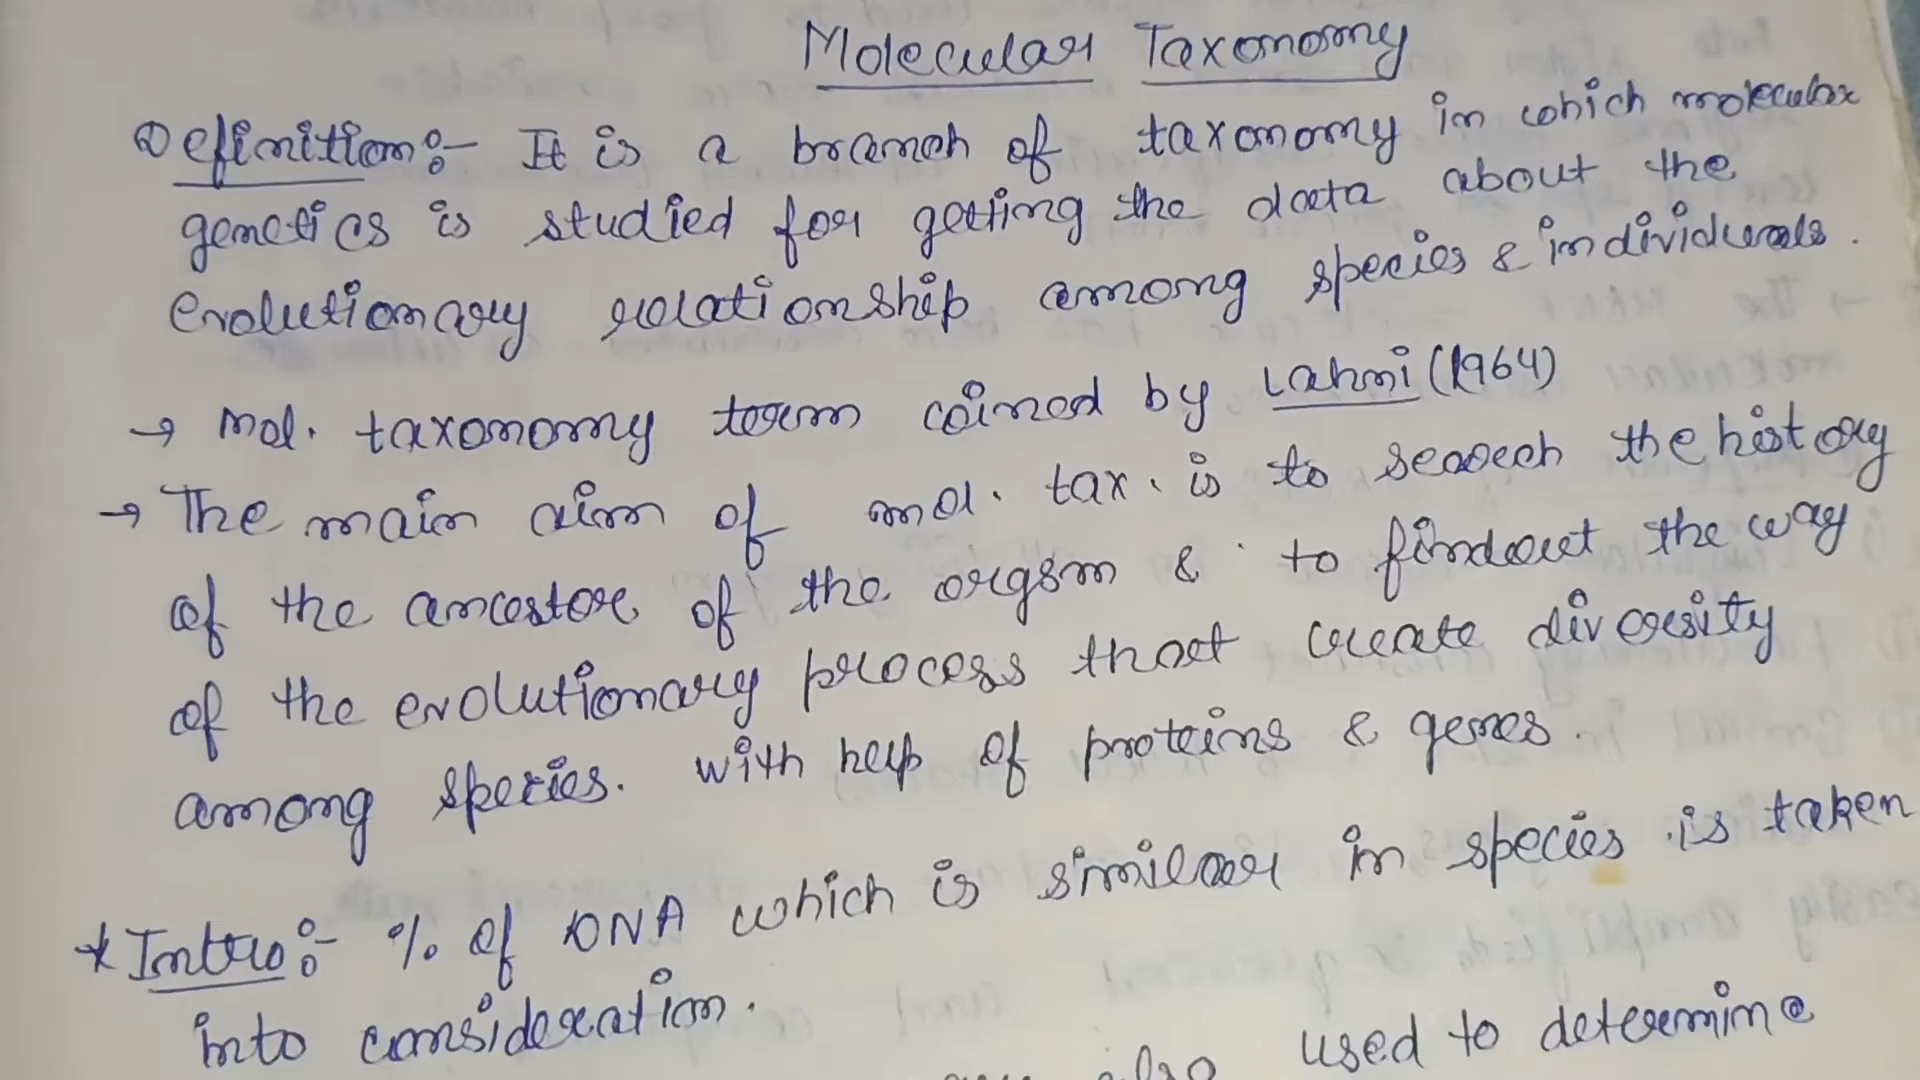 Molecular Taxonomy
Definition:- It is a branch of taxonomy in which molecular
genetics is studied for getting the data about the
evolutionary relationship among species & individuals.
→ Mol. taxonomy term coined by Lahni (1964)
→ The main aim of mol. tax. is to search the history
of the ancestors of the orgsm & to findout the way
of the evolutionary process that create diversity
among species. With help of proteins & genes.
* Intro:- % of DNA which is similar in species is taken
into consideration.
also used to determine